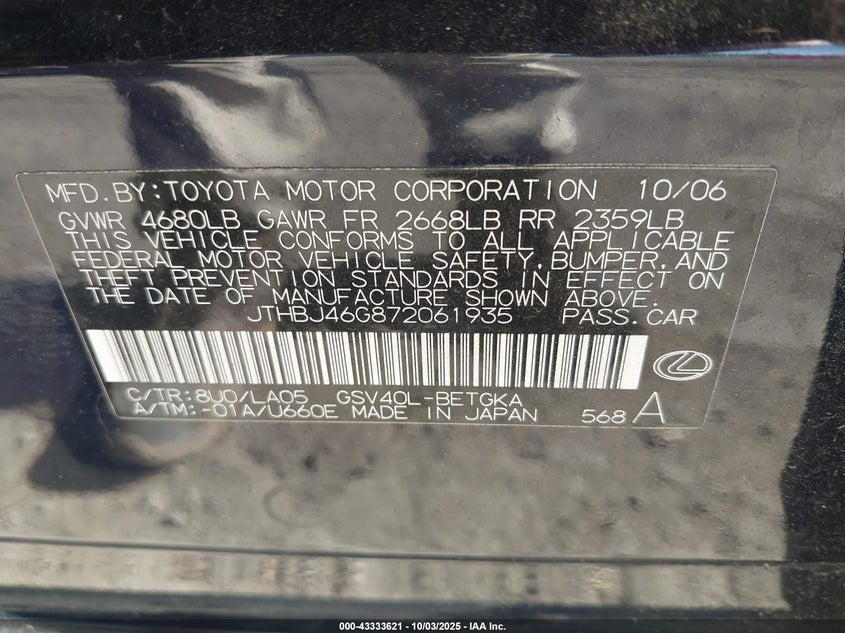 MFD.BY:TOYOTA MOTOR CORPORATION 10/06
GVWR 4680LB GAWR FR 2668LB RR 2359LB
THIS VEHICLE CONFORMS TO ALL APPLICABLE
FEDERAL MOTOR VEHICLE SAFETY,BUMPER,AND
THEFT PREVENTION STANDARDS IN EFFECT ON
THE DATE OF MANUFACTURE SHOWN ABOVE.
JTHBJ46G872061935 PASS.CAR
C/TR:8U0/LA05 GSV40L-BETGKA
A/TM:-01A/U660E MADE IN JAPAN 568 A
000-43333621 - 10/03/2025 - IAA Inc.